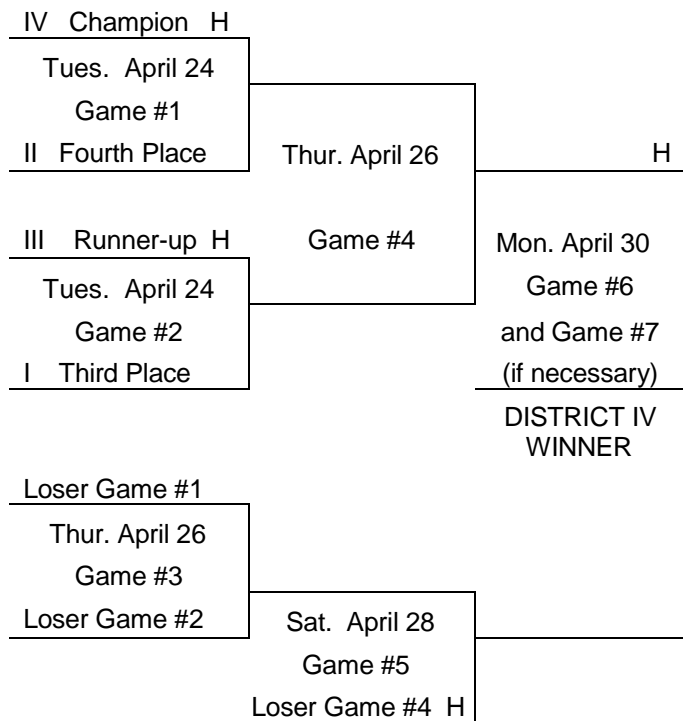 IV Champion H
Tues. April 24
Game #1
II Fourth Place
Thur. April 26
H
III Runner-up H
Game #4
Mon. April 30
Tues. April 24
Game #6
Game #2
and Game #7
I Third Place
(if necessary)
DISTRICT IV
WINNER
Loser Game #1
Thur. April 26
Game #3
Loser Game #2
Sat. April 28
Game #5
Loser Game #4 H